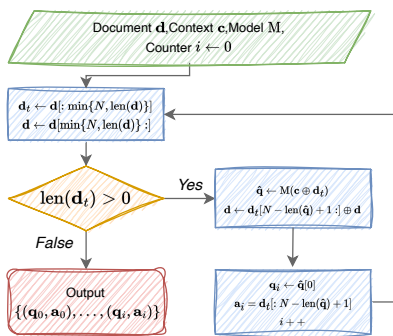 Document d,Context c,Model M,
Counter i ← 0
d_t ← d[: min{N, len(d)}]
d ← d[min{N, len(d)} :]
len(d_t) > 0
Yes
q̂ ← M(c ⊕ d_t)
d ← d_t[N − len(q̂) + 1 :] ⊕ d
False
Output
{(q_0, a_0), . . . , (q_i, a_i)}
q_i ← q̂[0]
a_i = d_t[: N − len(q̂) + 1]
i + +